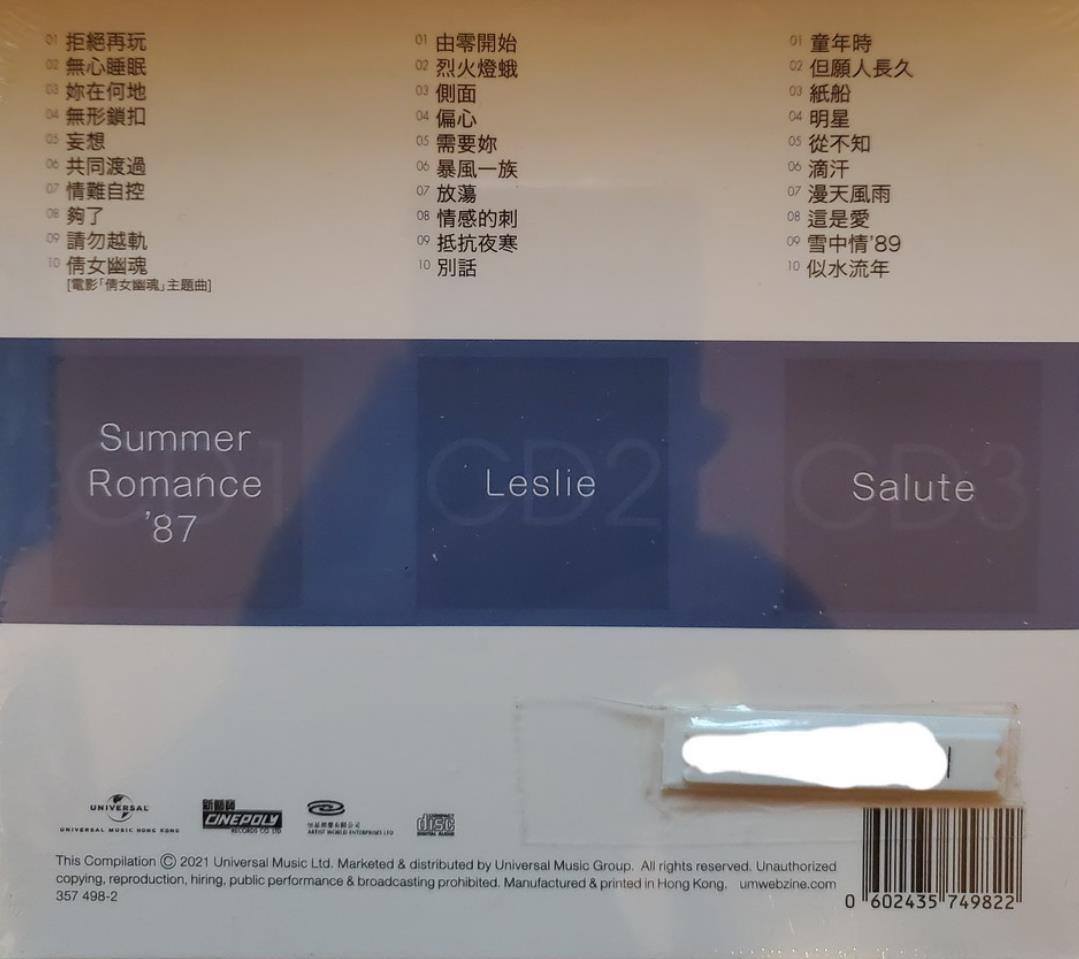 01 拒絕再玩
02 無心睡眠
03 妳在何地
04 無形鎖扣
05 妄想
06 共同渡過
07 情難自控
08 夠了
09 請勿越軌
10 倩女幽魂
[電影「倩女幽魂」主題曲]
01 由零開始
02 烈火燈蛾
03 側面
04 偏心
05 需要妳
06 暴風一族
07 放蕩
08 情感的刺
09 抵抗夜寒
10 別話
01 童年時
02 但願人長久
03 紙船
04 明星
05 從不知
06 滴汗
07 漫天風雨
08 這是愛
09 雪中情'89
10 似水流年
CD1
Summer
Romance
'87
CD2
Leslie
CD3
Salute
UNIVERSAL
UNIVERSAL MUSIC HONG KONG
新藝寶
CINEPOLY
RECORDS CO LTD
ARTIST WORLD ENTERPRISES LTD
disc
DIGITAL AUDIO
This Compilation Ⓒ 2021 Universal Music Ltd. Marketed & distributed by Universal Music Group. All rights reserved. Unauthorized
copying, reproduction, hiring, public performance & broadcasting prohibited. Manufactured & printed in Hong Kong. umwebzine.com
357 498-2
0 602435 749822